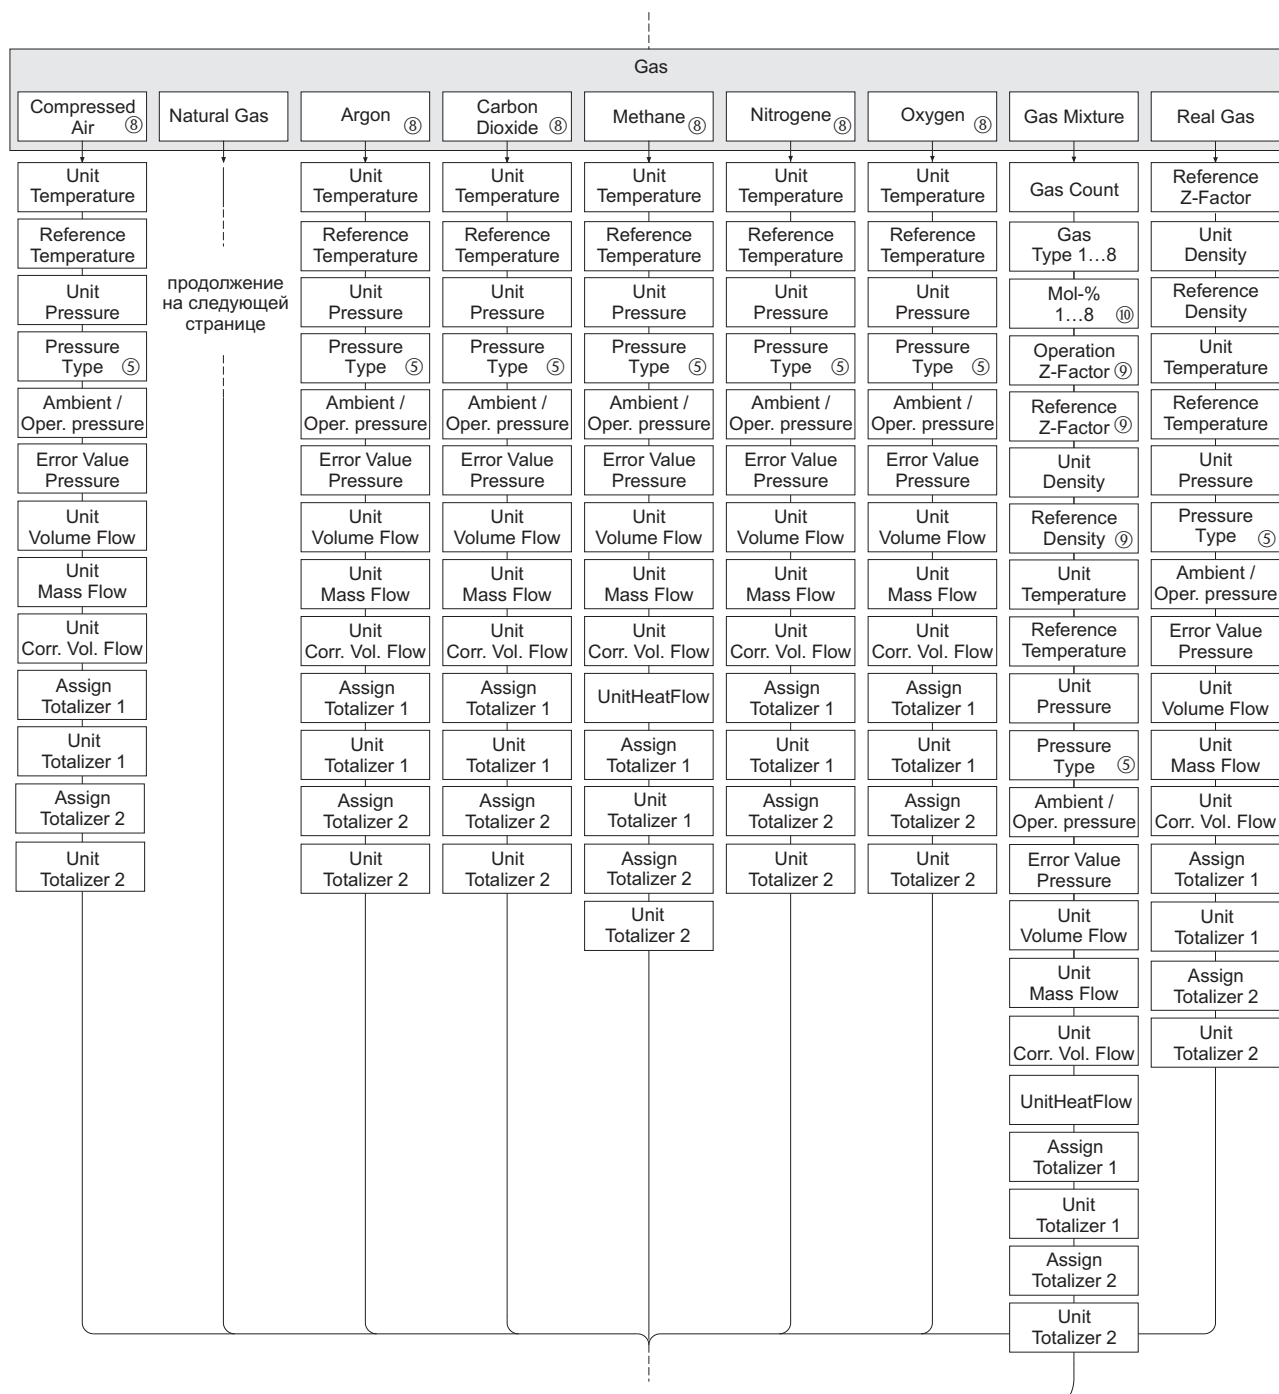 Gas
Compressed
Air ⑧
Natural Gas
Argon ⑧
Carbon
Dioxide ⑧
Methane ⑧
Nitrogene ⑧
Oxygen ⑧
Gas Mixture
Real Gas
Unit
Temperature
Reference
Temperature
Unit
Pressure
Pressure
Type ⑤
Ambient /
Oper. pressure
Error Value
Pressure
Unit
Volume Flow
Unit
Mass Flow
Unit
Corr. Vol. Flow
Assign
Totalizer 1
Unit
Totalizer 1
Assign
Totalizer 2
Unit
Totalizer 2
продолжение
на следующей
странице
Unit
Temperature
Reference
Temperature
Unit
Pressure
Pressure
Type ⑤
Ambient /
Oper. pressure
Error Value
Pressure
Unit
Volume Flow
Unit
Mass Flow
Unit
Corr. Vol. Flow
Assign
Totalizer 1
Unit
Totalizer 1
Assign
Totalizer 2
Unit
Totalizer 2
Unit
Temperature
Reference
Temperature
Unit
Pressure
Pressure
Type ⑤
Ambient /
Oper. pressure
Error Value
Pressure
Unit
Volume Flow
Unit
Mass Flow
Unit
Corr. Vol. Flow
Assign
Totalizer 1
Unit
Totalizer 1
Assign
Totalizer 2
Unit
Totalizer 2
Unit
Temperature
Reference
Temperature
Unit
Pressure
Pressure
Type ⑤
Ambient /
Oper. pressure
Error Value
Pressure
Unit
Volume Flow
Unit
Mass Flow
Unit
Corr. Vol. Flow
UnitHeatFlow
Assign
Totalizer 1
Unit
Totalizer 1
Assign
Totalizer 2
Unit
Totalizer 2
Unit
Temperature
Reference
Temperature
Unit
Pressure
Pressure
Type ⑤
Ambient /
Oper. pressure
Error Value
Pressure
Unit
Volume Flow
Unit
Mass Flow
Unit
Corr. Vol. Flow
Assign
Totalizer 1
Unit
Totalizer 1
Assign
Totalizer 2
Unit
Totalizer 2
Unit
Temperature
Reference
Temperature
Unit
Pressure
Pressure
Type ⑤
Ambient /
Oper. pressure
Error Value
Pressure
Unit
Volume Flow
Unit
Mass Flow
Unit
Corr. Vol. Flow
Assign
Totalizer 1
Unit
Totalizer 1
Assign
Totalizer 2
Unit
Totalizer 2
Gas Count
Gas
Type 1…8
Mol-%
1…8 ⑩
Operation
Z-Factor ⑨
Reference
Z-Factor ⑨
Unit
Density
Reference
Density ⑨
Unit
Temperature
Reference
Temperature
Unit
Pressure
Pressure
Type ⑤
Ambient /
Oper. pressure
Error Value
Pressure
Unit
Volume Flow
Unit
Mass Flow
Unit
Corr. Vol. Flow
UnitHeatFlow
Assign
Totalizer 1
Unit
Totalizer 1
Assign
Totalizer 2
Unit
Totalizer 2
Reference
Z-Factor
Unit
Density
Reference
Density
Unit
Temperature
Reference
Temperature
Unit
Pressure
Pressure
Type ⑤
Ambient /
Oper. pressure
Error Value
Pressure
Unit
Volume Flow
Unit
Mass Flow
Unit
Corr. Vol. Flow
Assign
Totalizer 1
Unit
Totalizer 1
Assign
Totalizer 2
Unit
Totalizer 2